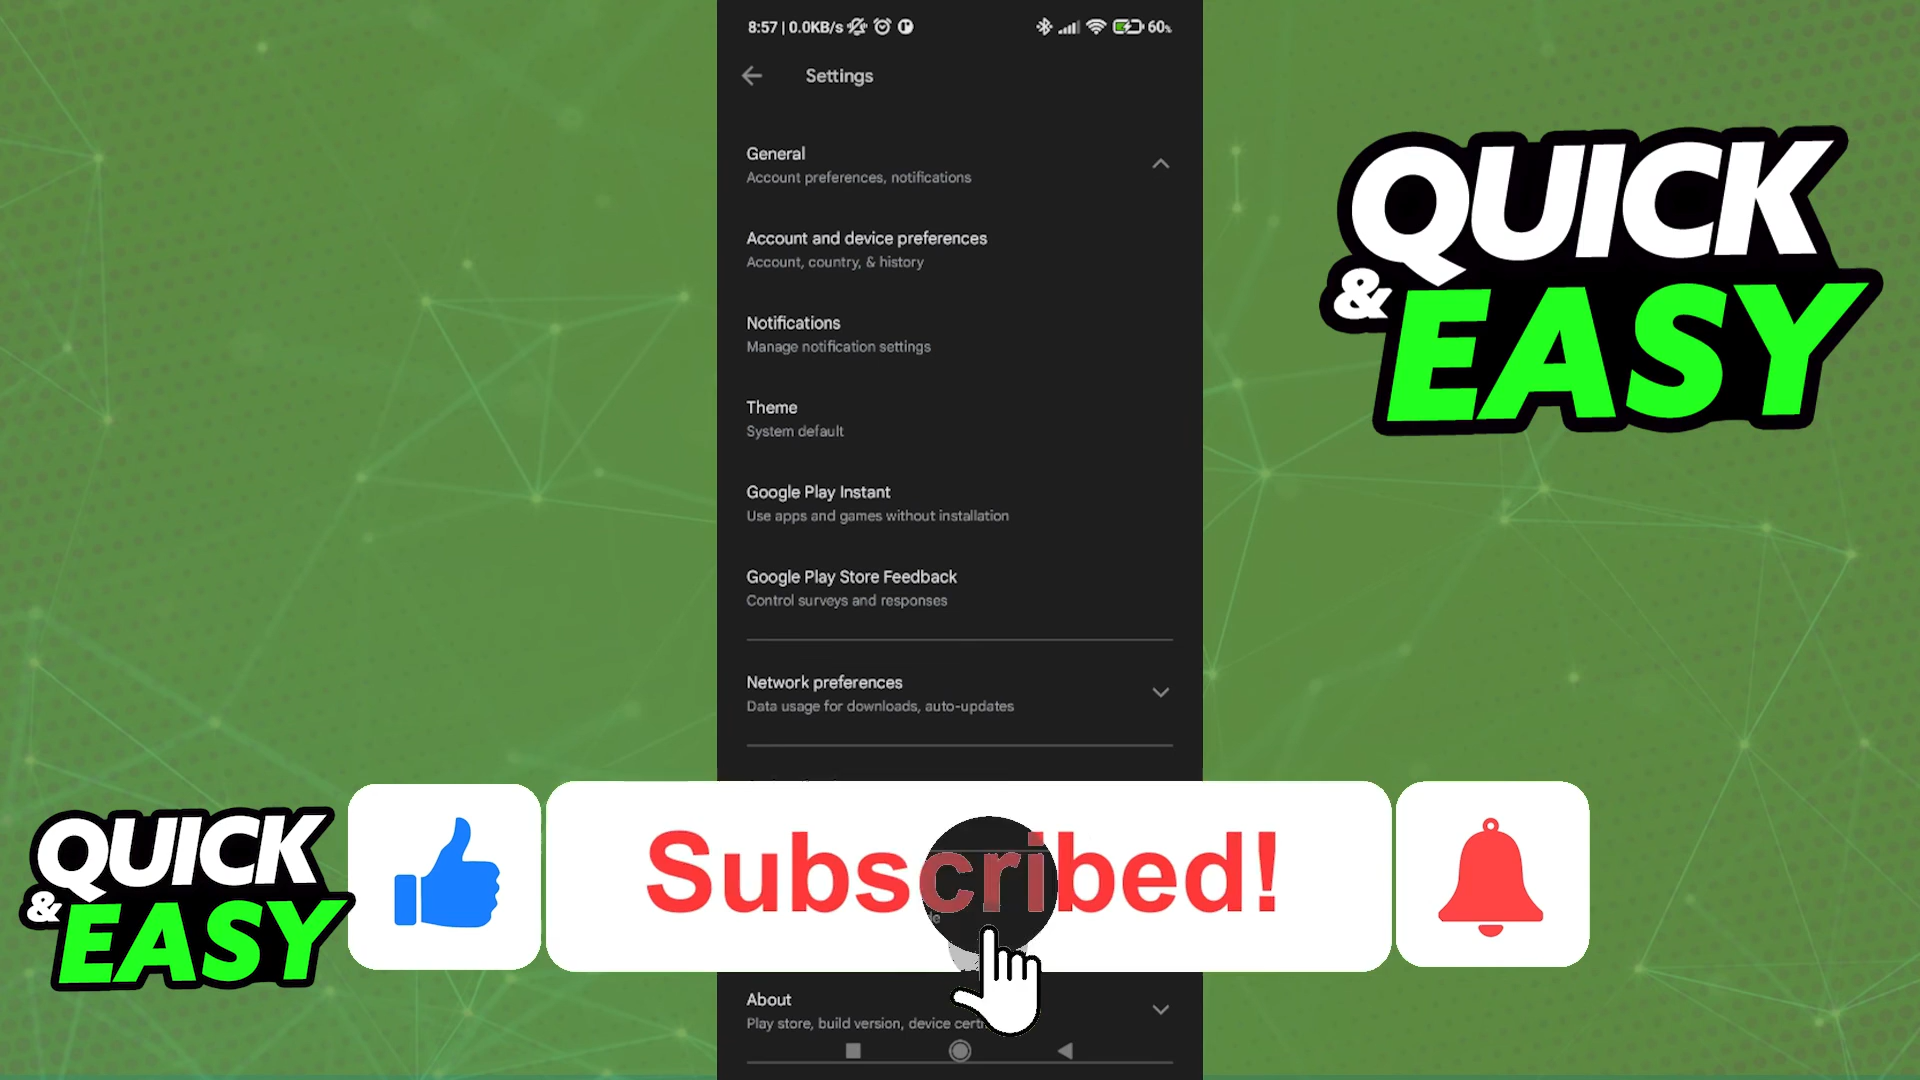 8:57 | 0.0KB/s
60%
Settings
General
Account preferences, notifications
Account and device preferences
Account, country, & history
Notifications
Manage notification settings
Theme
System default
Google Play Instant
Use apps and games without installation
Google Play Store Feedback
Control surveys and responses
Network preferences
Data usage for downloads, auto-updates
QUICK
& EASY
QUICK
& EASY
Subscribed!
About
Play store, build version, device